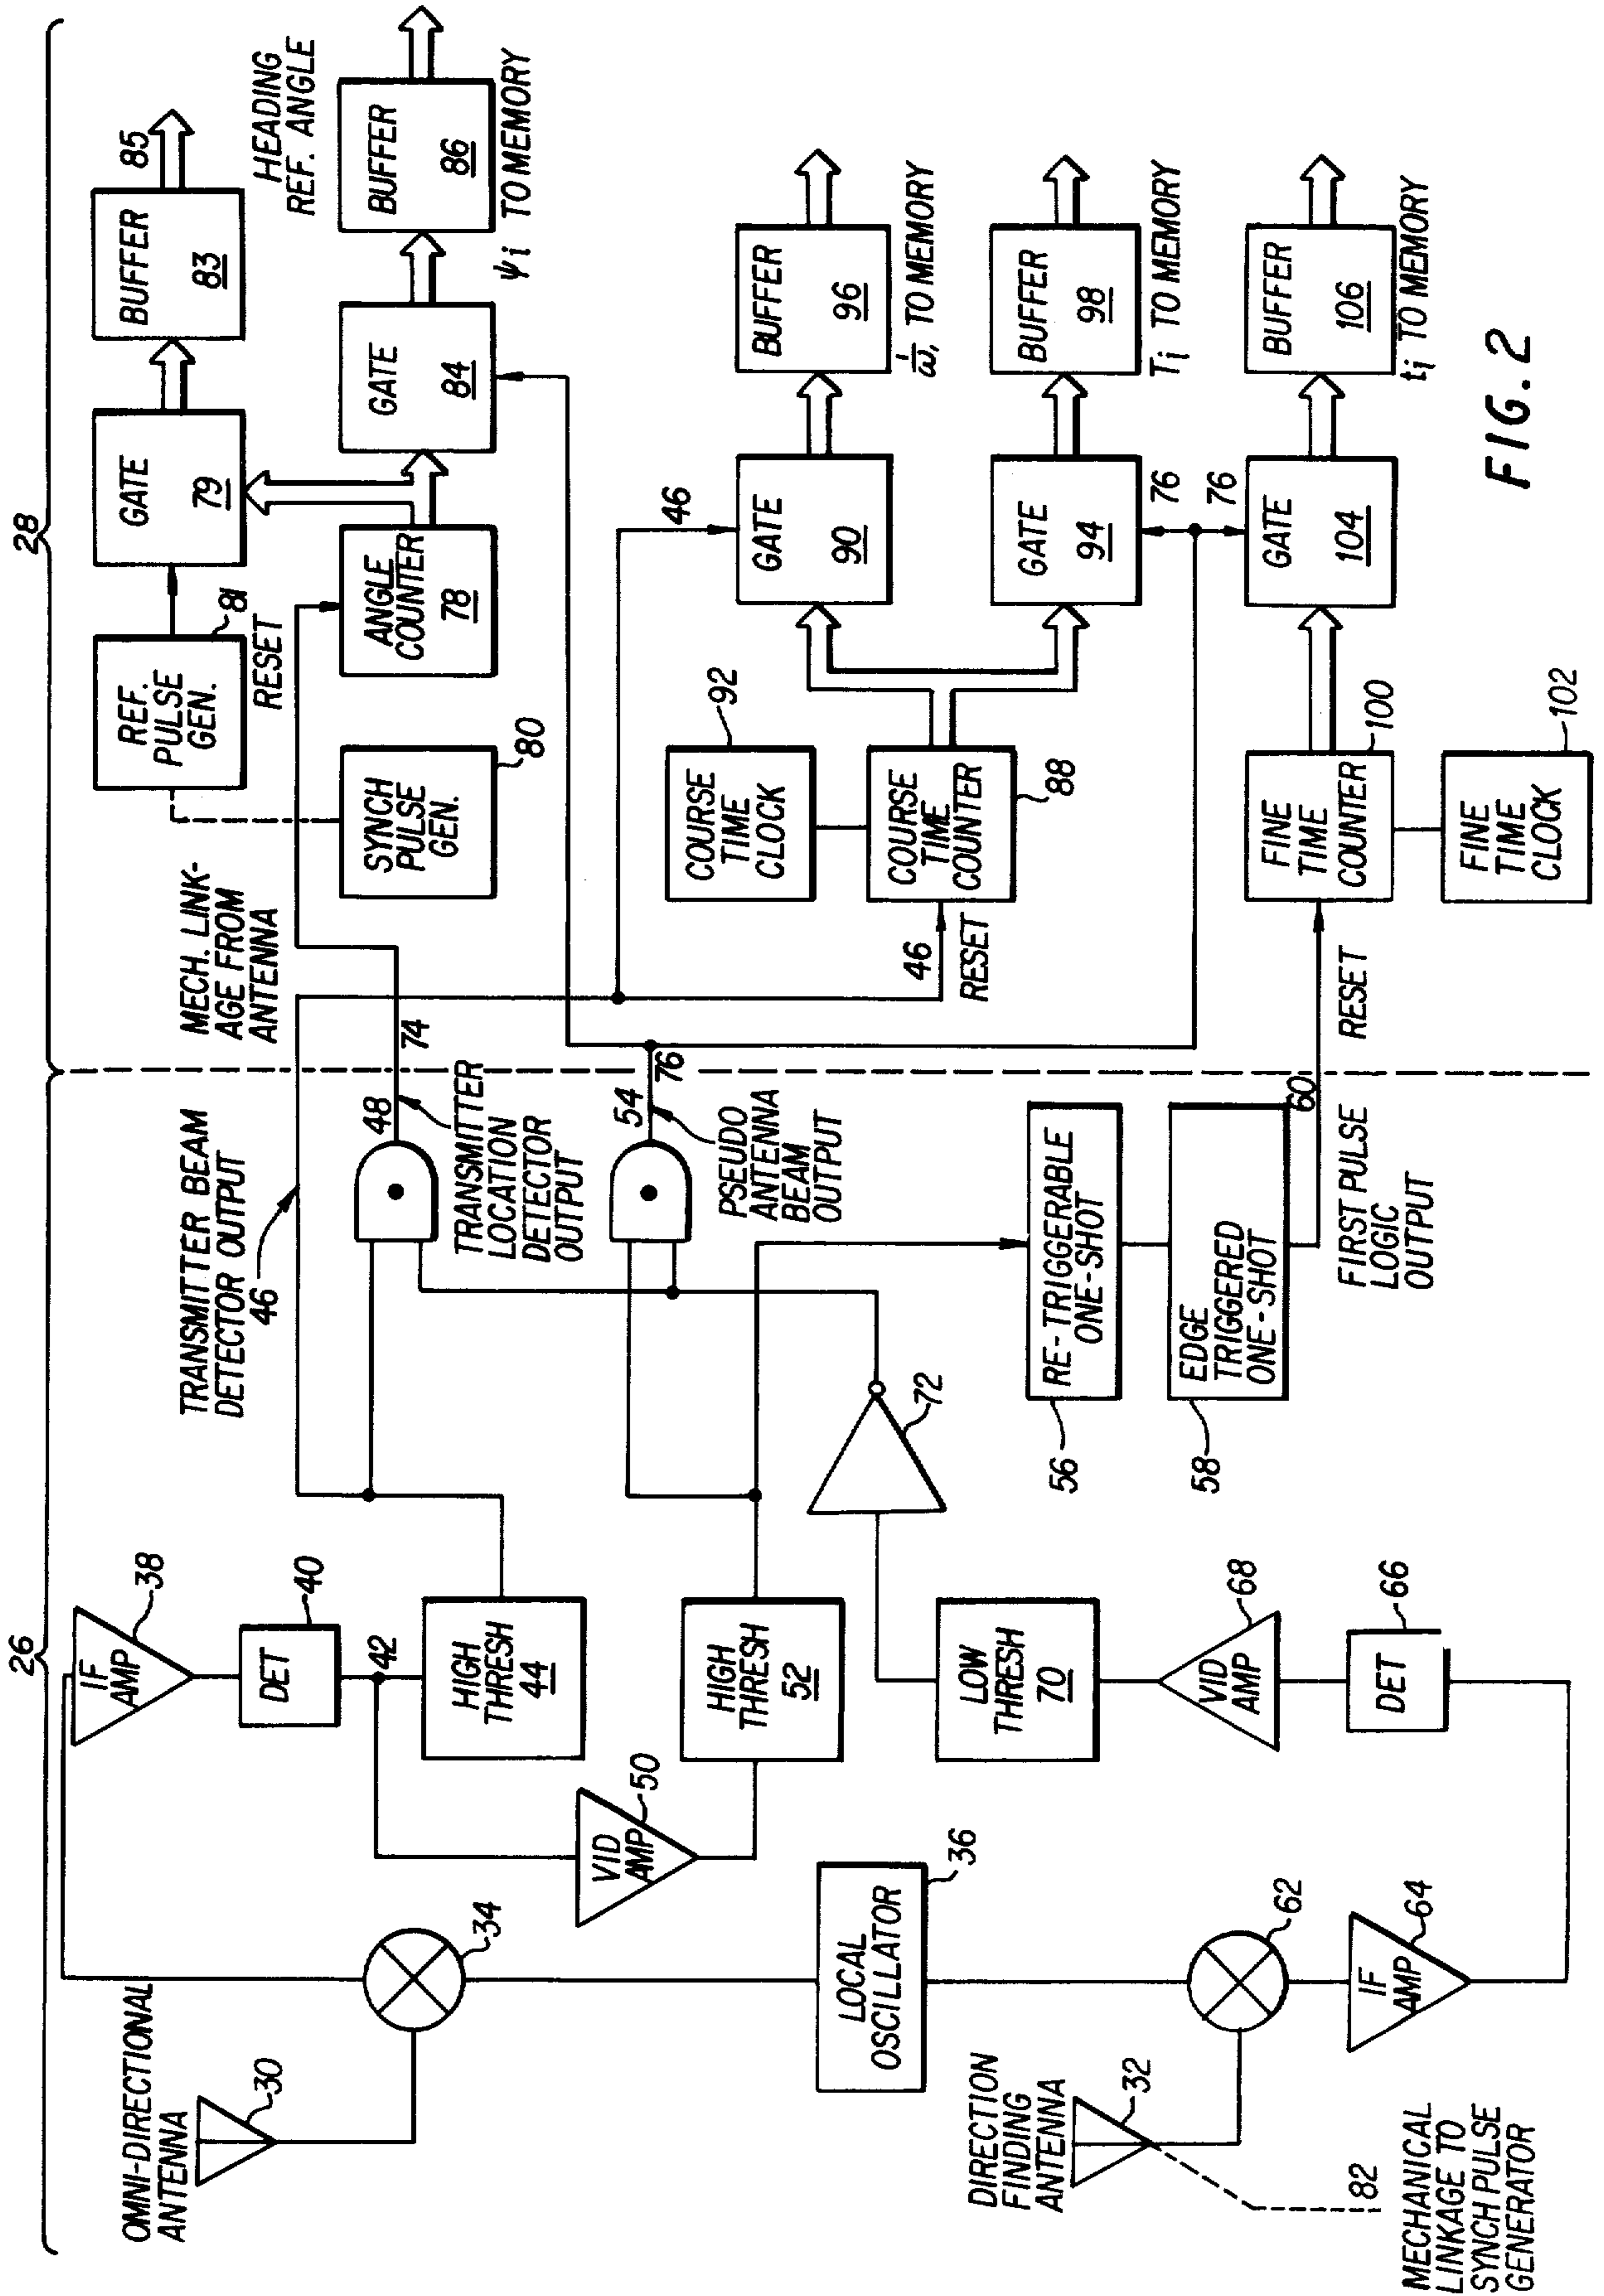 26
28
OMNI-DIRECTIONAL
ANTENNA
30
34
IF
AMP
38
DET
40
42
HIGH
THRESH
44
VID
AMP
50
HIGH
THRESH
52
LOCAL
OSCILLATOR
36
DIRECTION
FINDING
ANTENNA
32
82
MECHANICAL
LINKAGE TO
SYNCH PULSE
GENERATOR
62
IF
AMP
64
DET
66
VID
AMP
68
LOW
THRESH
70
72
TRANSMITTER BEAM
DETECTOR OUTPUT
46
48
TRANSMITTER
LOCATION
DETECTOR
OUTPUT
74
54
76
PSEUDO
ANTENNA
BEAM
OUTPUT
RE-TRIGGERABLE
ONE-SHOT
56
EDGE
TRIGGERED
ONE-SHOT
58
60
FIRST PULSE
LOGIC
OUTPUT
MECH. LINK-
AGE FROM
ANTENNA
REF.
PULSE
GEN.
81
RESET
SYNCH
PULSE
GEN.
80
ANGLE
COUNTER
78
GATE
79
BUFFER
83
85
GATE
84
BUFFER
86
HEADING
REF. ANGLE
ψi TO MEMORY
COURSE
TIME
CLOCK
92
COURSE
TIME
COUNTER
88
46
RESET
46
GATE
90
BUFFER
96
1/ω, TO MEMORY
GATE
94
BUFFER
98
Ti TO MEMORY
76
76
GATE
104
BUFFER
106
ti TO MEMORY
FINE
TIME
COUNTER
100
FINE
TIME
CLOCK
102
RESET
FIG. 2